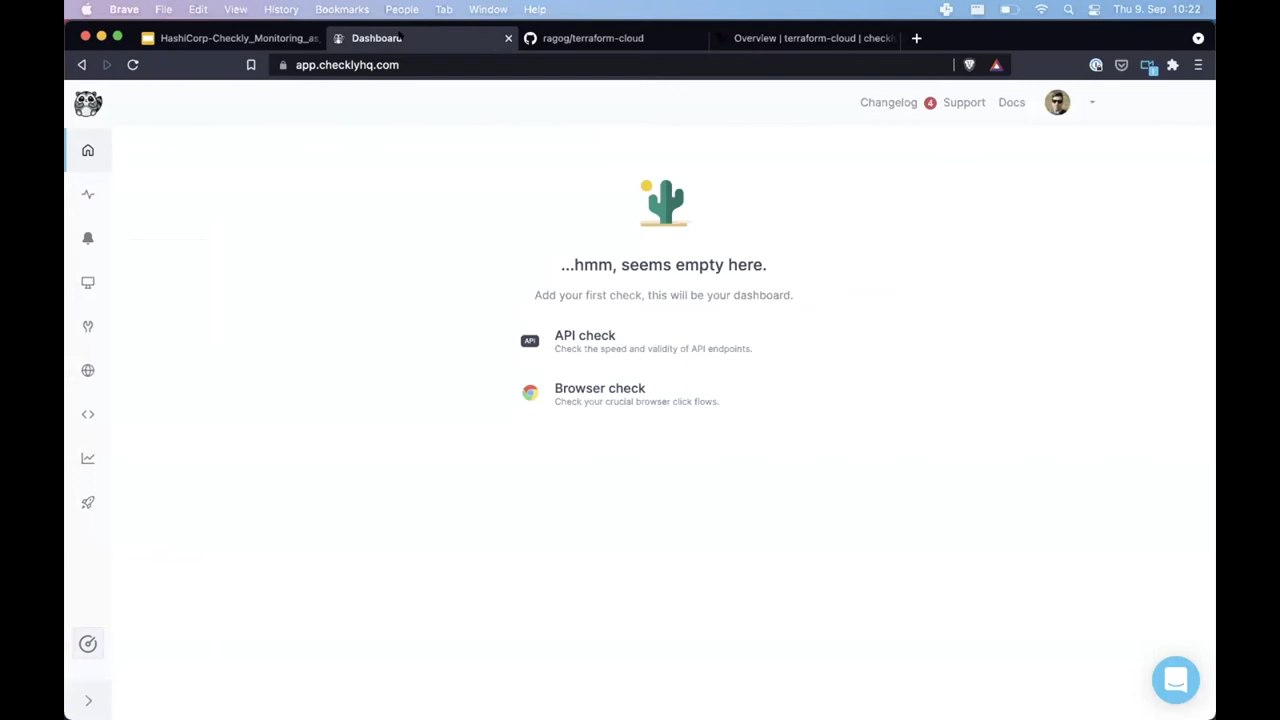 Brave File Edit View History Bookmarks People Tab Window Help Thu 9. Sep 10:22
HashiCorp-Checkly_Monitoring_as Dashboard ragog/terraform-cloud Overview | terraform-cloud | checkl
app.checklyhq.com
Changelog 4 Support Docs
...hmm, seems empty here.
Add your first check, this will be your dashboard.
API API check
Check the speed and validity of API endpoints.
Browser check
Check your crucial browser click flows.